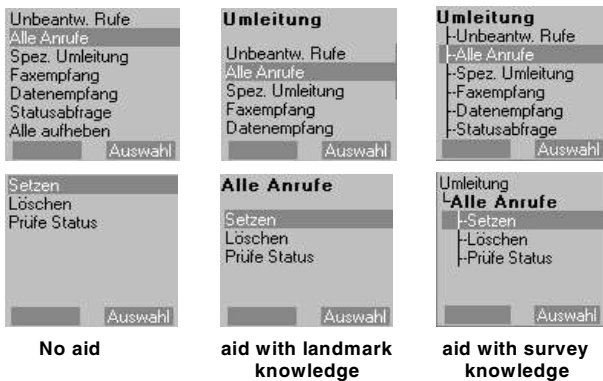 Unbeantw. Rufe
Alle Anrufe
Spez. Umleitung
Faxempfang
Datenempfang
Statusabfrage
Alle aufheben
Auswahl
Umleitung
Unbeantw. Rufe
Alle Anrufe
Spez. Umleitung
Faxempfang
Datenempfang
Auswahl
Umleitung
Unbeantw. Rufe
Alle Anrufe
Spez. Umleitung
Faxempfang
Datenempfang
Statusabfrage
Auswahl
Setzen
Löschen
Prüfe Status
Auswahl
Alle Anrufe
Setzen
Löschen
Prüfe Status
Auswahl
Umleitung
Alle Anrufe
Setzen
Löschen
Prüfe Status
Auswahl
No aid
aid with landmark
knowledge
aid with survey
knowledge